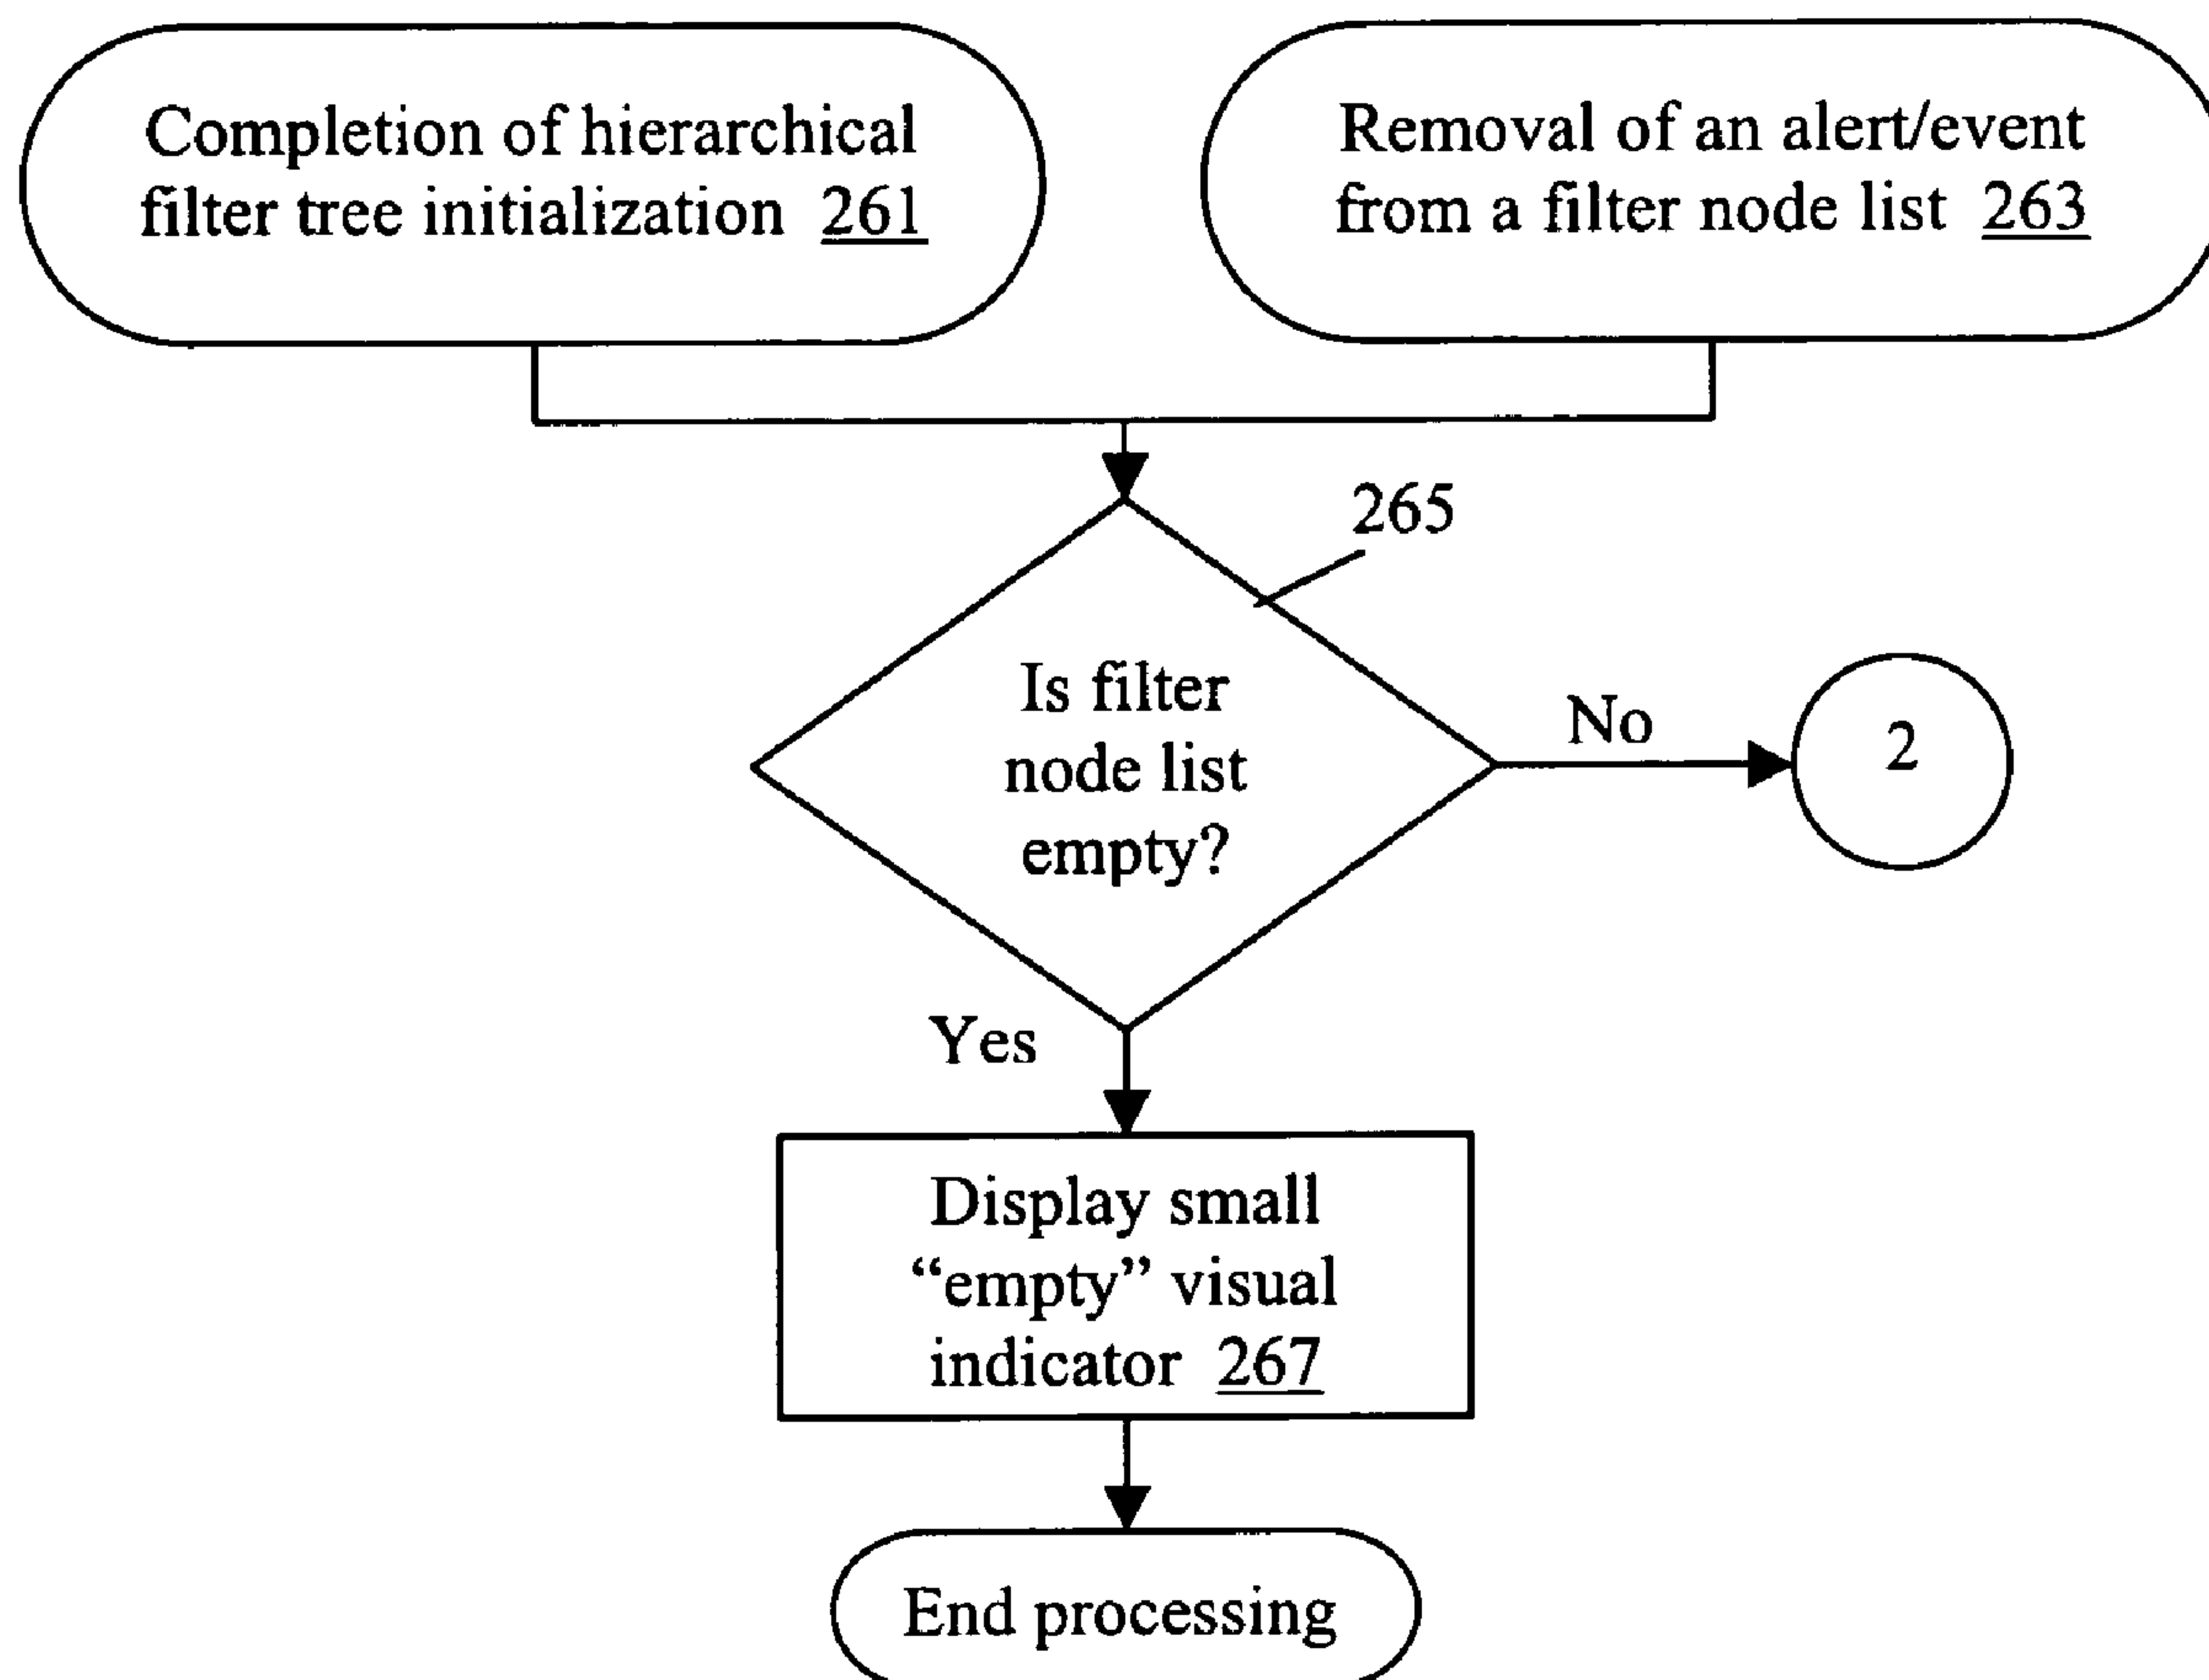 Completion of hierarchical
filter tree initialization 261
Removal of an alert/event
from a filter node list 263
265
Is filter
node list
empty?
No
2
Yes
Display small
“empty” visual
indicator 267
End processing